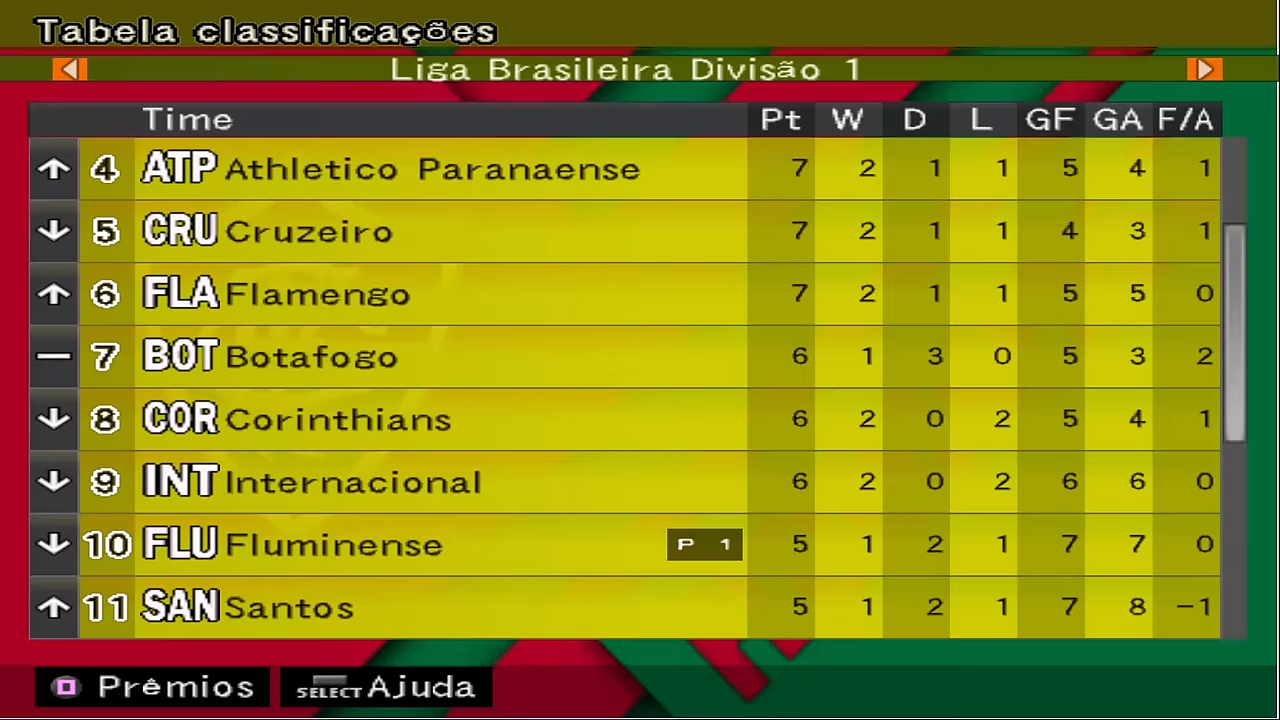 Tabela classificações
Liga Brasileira Divisão 1
Time Pt W D L GF GA F/A
4 ATP Athletico Paranaense 7 2 1 1 5 4 1
5 CRU Cruzeiro 7 2 1 1 4 3 1
6 FLA Flamengo 7 2 1 1 5 5 0
7 BOT Botafogo 6 1 3 0 5 3 2
8 COR Corinthians 6 2 0 2 5 4 1
9 INT Internacional 6 2 0 2 6 6 0
10 FLU Fluminense P 1 5 1 2 1 7 7 0
11 SAN Santos 5 1 2 1 7 8 -1
Prêmios SELECT Ajuda